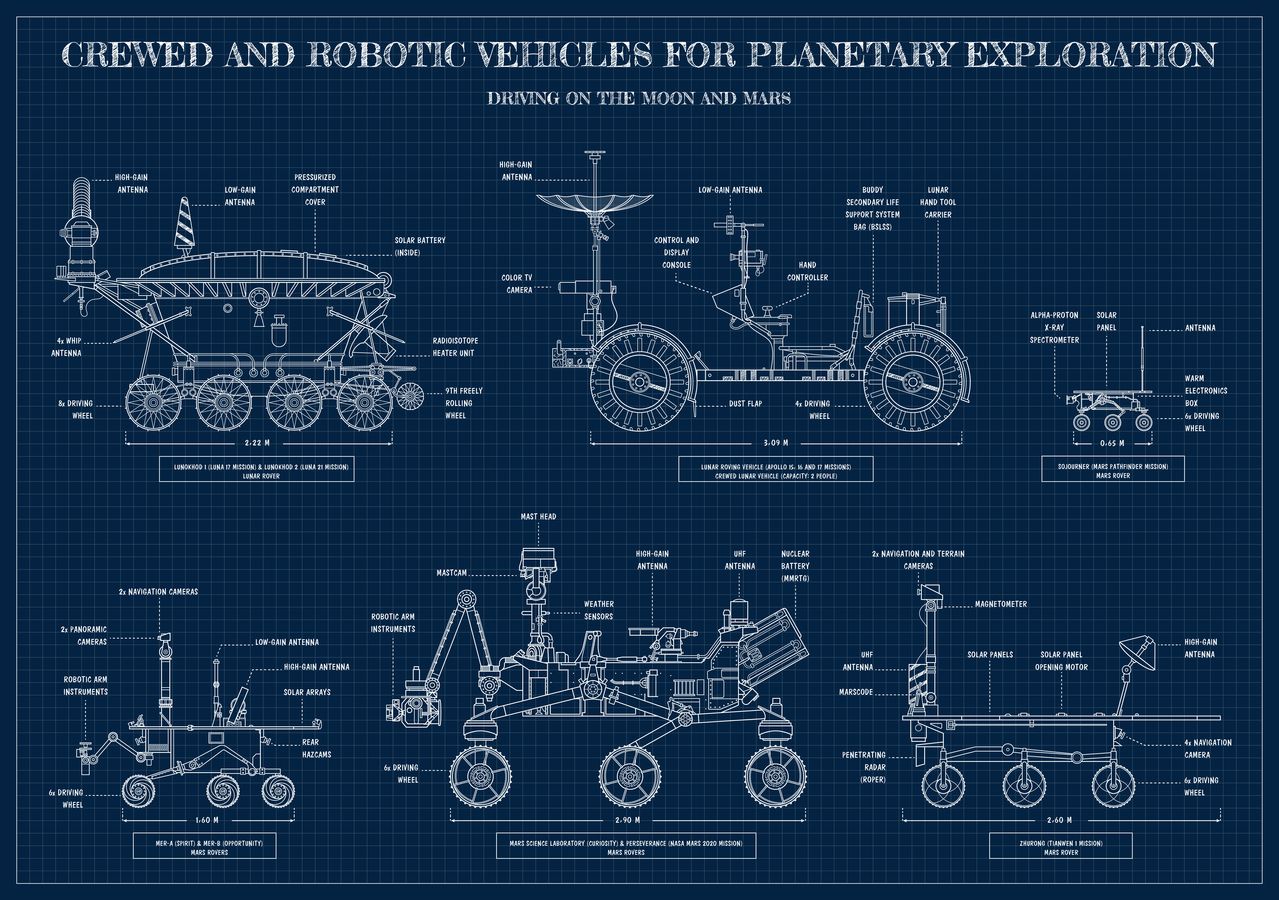 CREWED AND ROBOTIC VEHICLES FOR PLANETARY EXPLORATION
DRIVING ON THE MOON AND MARS
HIGH-GAIN
ANTENNA
LOW-GAIN
ANTENNA
PRESSURIZED
COMPARTMENT
COVER
SOLAR BATTERY
(INSIDE)
4x WHIP
ANTENNA
RADIOISOTOPE
HEATER UNIT
8x DRIVING
WHEEL
9TH FREELY
ROLLING
WHEEL
2.22 M
LUNOKHOD 1 (LUNA 17 MISSION) & LUNOKHOD 2 (LUNA 21 MISSION)
LUNAR ROVER
HIGH-GAIN
ANTENNA
LOW-GAIN ANTENNA
BUDDY
SECONDARY LIFE
SUPPORT SYSTEM
BAG (BSLSS)
LUNAR
HAND TOOL
CARRIER
CONTROL AND
DISPLAY
CONSOLE
HAND
CONTROLLER
COLOR TV
CAMERA
DUST FLAP
4x DRIVING
WHEEL
3.09 M
LUNAR ROVING VEHICLE (APOLLO 15, 16 AND 17 MISSIONS)
CREWED LUNAR VEHICLE (CAPACITY: 2 PEOPLE)
ALPHA-PROTON
X-RAY
SPECTROMETER
SOLAR
PANEL
ANTENNA
WARM
ELECTRONICS
BOX
6x DRIVING
WHEEL
0.65 M
SOJOURNER (MARS PATHFINDER MISSION)
MARS ROVER
2x NAVIGATION CAMERAS
2x PANORAMIC
CAMERAS
LOW-GAIN ANTENNA
HIGH-GAIN ANTENNA
ROBOTIC ARM
INSTRUMENTS
SOLAR ARRAYS
REAR
HAZCAMS
6x DRIVING
WHEEL
1.60 M
MER-A (SPIRIT) & MER-B (OPPORTUNITY)
MARS ROVERS
MAST HEAD
MASTCAM
HIGH-GAIN
ANTENNA
UHF
ANTENNA
NUCLEAR
BATTERY
(MMRTG)
WEATHER
SENSORS
ROBOTIC ARM
INSTRUMENTS
6x DRIVING
WHEEL
2.90 M
MARS SCIENCE LABORATORY (CURIOSITY) & PERSEVERANCE (NASA MARS 2020 MISSION)
MARS ROVERS
2x NAVIGATION AND TERRAIN
CAMERAS
MAGNETOMETER
UHF
ANTENNA
SOLAR PANELS
SOLAR PANEL
OPENING MOTOR
HIGH-GAIN
ANTENNA
MARSCODE
PENETRATING
RADAR
(ROPER)
4x NAVIGATION
CAMERA
6x DRIVING
WHEEL
2.60 M
ZHURONG (TIANWEN 1 MISSION)
MARS ROVER